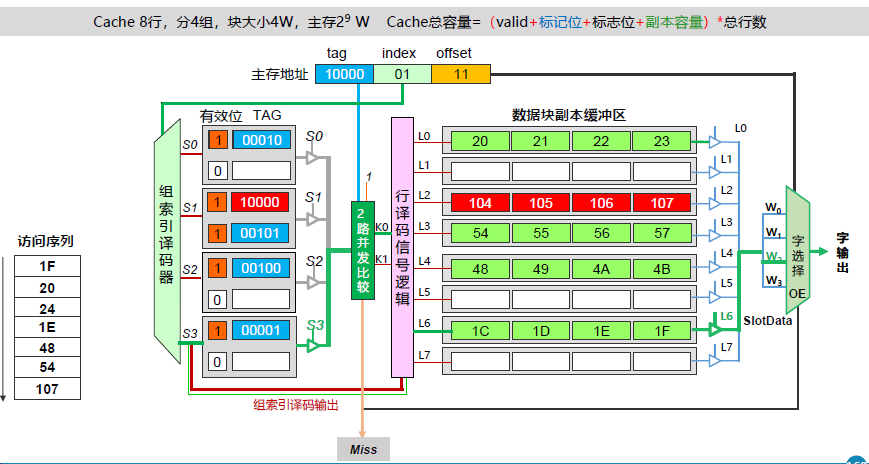 Cache 8行，分4组，块大小4W，主存2⁹ W Cache总容量=（valid+标记位+标志位+副本容量）*总行数
tag index offset
主存地址 10000 01 11
有效位 TAG
数据块副本缓冲区
组索引译码器
S0
S1
S2
S3
1 00010
0
1 10000
1 00101
1 00100
0
1 00001
0
S0
S1
S2
S3
1
2路并发比较
K0
K1
行译码信号逻辑
L0 20 21 22 23 L0
L1 L1
L2 104 105 106 107 L2
L3 54 55 56 57 L3
L4 48 49 4A 4B L4
L5 L5
L6 1C 1D 1E 1F L6
L7 L7
W0
W1
W2
W3
字选择
OE
字输出
SlotData
访问序列
1F
20
24
1E
48
54
107
组索引译码输出
Miss